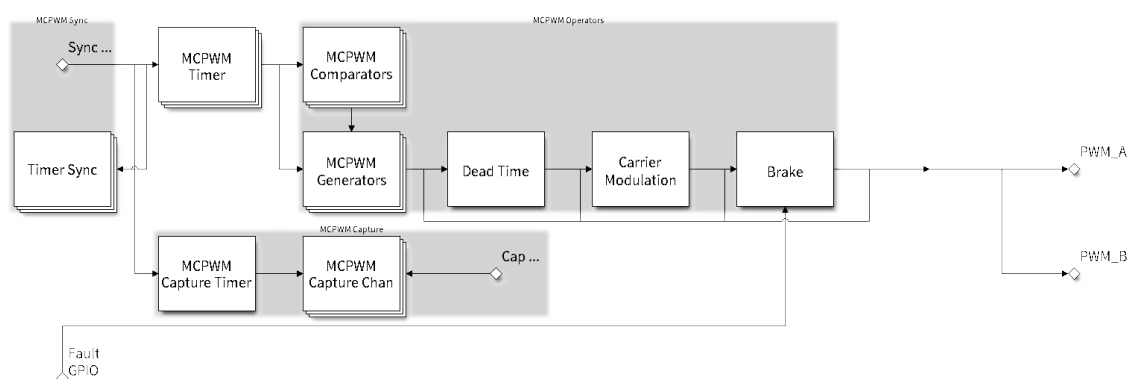 MCPWM Sync
MCPWM Operators
Sync ...
MCPWM
Timer
MCPWM
Comparators
Timer Sync
MCPWM
Generators
Dead Time
Carrier
Modulation
Brake
PWM_A
MCPWM Capture
MCPWM
Capture Timer
MCPWM
Capture Chan
Cap ...
PWM_B
Fault
GPIO